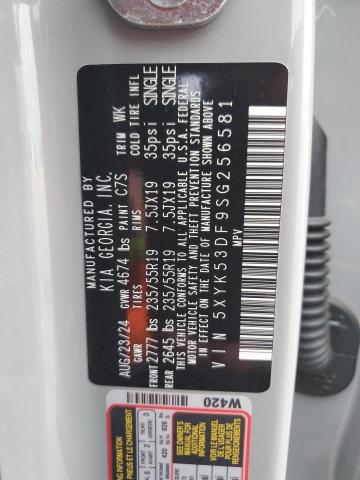 MANUFACTURED BY
KIA GEORGIA, INC.
AUG/23/24 GVWR 4674 lbs PAINT C7S TRIM WK
GAWR TIRES RIMS COLD TIRE INFL
FRONT 2777 lbs 235/55R19 7.5JX19 35psi SINGLE
REAR 2645 lbs 235/55R19 7.5JX19 35psi SINGLE
THIS VEHICLE CONFORMS TO ALL APPLICABLE U.S.A. FEDERAL
MOTOR VEHICLE SAFETY AND THEFT PREVENTION STANDARDS
IN EFFECT ON THE DATE OF MANUFACTURE SHOWN ABOVE.
VIN 5XYK53DF9SG256581
MPV
W420